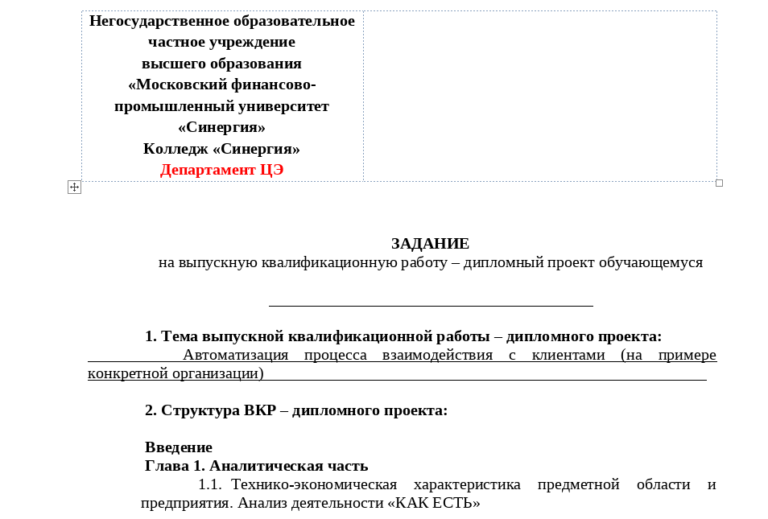 Негосударственное образовательное
частное учреждение
высшего образования
«Московский финансово-
промышленный университет
«Синергия»
Колледж «Синергия»
Департамент ЦЭ
ЗАДАНИЕ
на выпускную квалификационную работу – дипломный проект обучающемуся
1. Тема выпускной квалификационной работы – дипломного проекта:
Автоматизация процесса взаимодействия с клиентами (на примере
конкретной организации)
2. Структура ВКР – дипломного проекта:
Введение
Глава 1. Аналитическая часть
1.1. Технико-экономическая характеристика предметной области и
предприятия. Анализ деятельности «КАК ЕСТЬ»